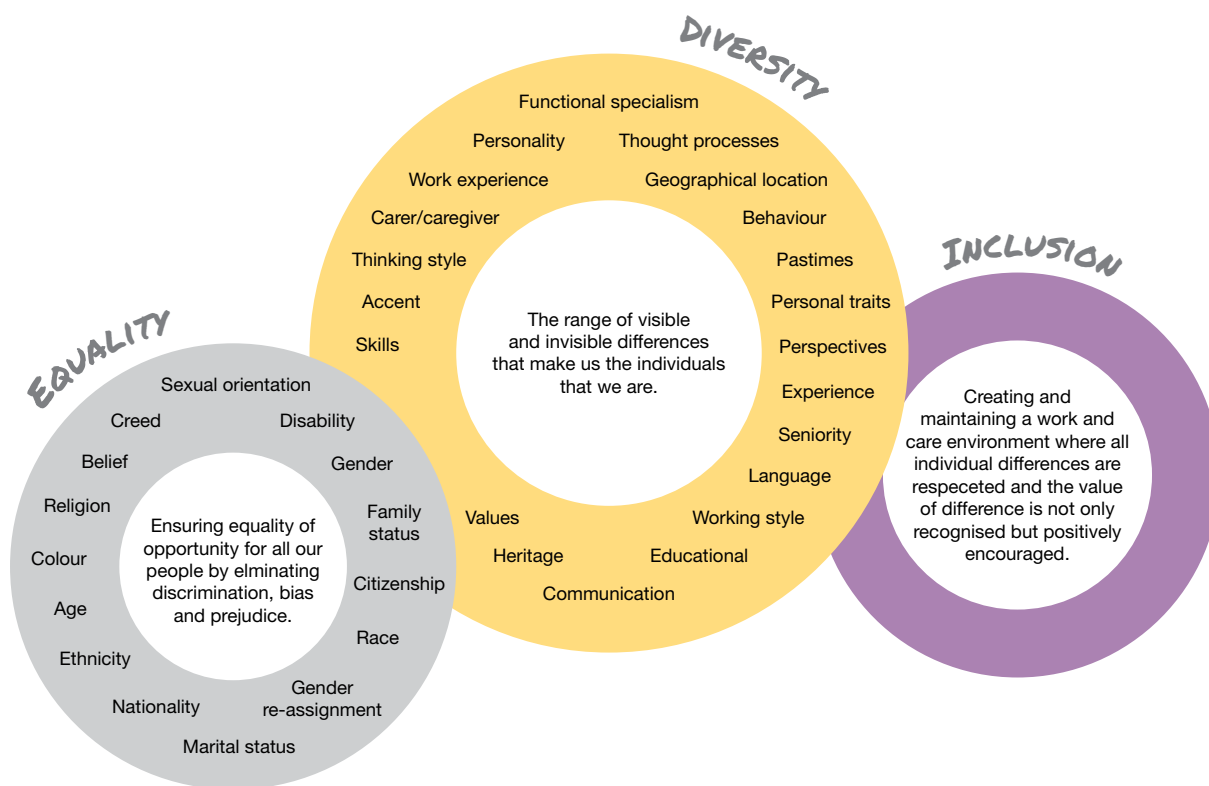 DIVERSITY
Functional specialism
Personality
Thought processes
Work experience
Geographical location
Carer/caregiver
Behaviour
Thinking style
Pastimes
Accent
Personal traits
Skills
Perspectives
Experience
Seniority
Language
Values
Working style
Heritage
Educational
Communication
The range of visible
and invisible differences
that make us the individuals
that we are.
EQUALITY
Sexual orientation
Creed
Disability
Belief
Gender
Religion
Family
status
Colour
Citizenship
Age
Race
Ethnicity
Gender
re-assignment
Nationality
Marital status
Ensuring equality of
opportunity for all our
people by elminating
discrimination, bias
and prejudice.
INCLUSION
Creating and
maintaining a work and
care environment where all
individual differences are
respeceted and the value
of difference is not only
recognised but positively
encouraged.